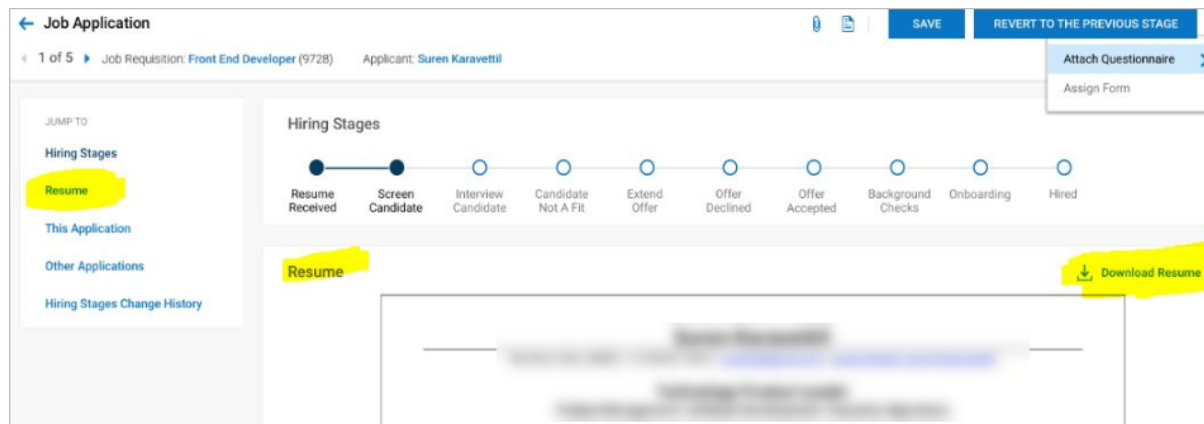 Job Application
SAVE
REVERT TO THE PREVIOUS STAGE
1 of 5
Job Requisition: Front End Developer (9728)
Applicant: Suren Karavettil
Attach Questionnaire
Assign Form
JUMP TO
Hiring Stages
Resume
This Application
Other Applications
Hiring Stages Change History
Hiring Stages
Resume
Received
Screen
Candidate
Interview
Candidate
Candidate
Not A Fit
Extend
Offer
Offer
Declined
Offer
Accepted
Background
Checks
Onboarding
Hired
Resume
Download Resume